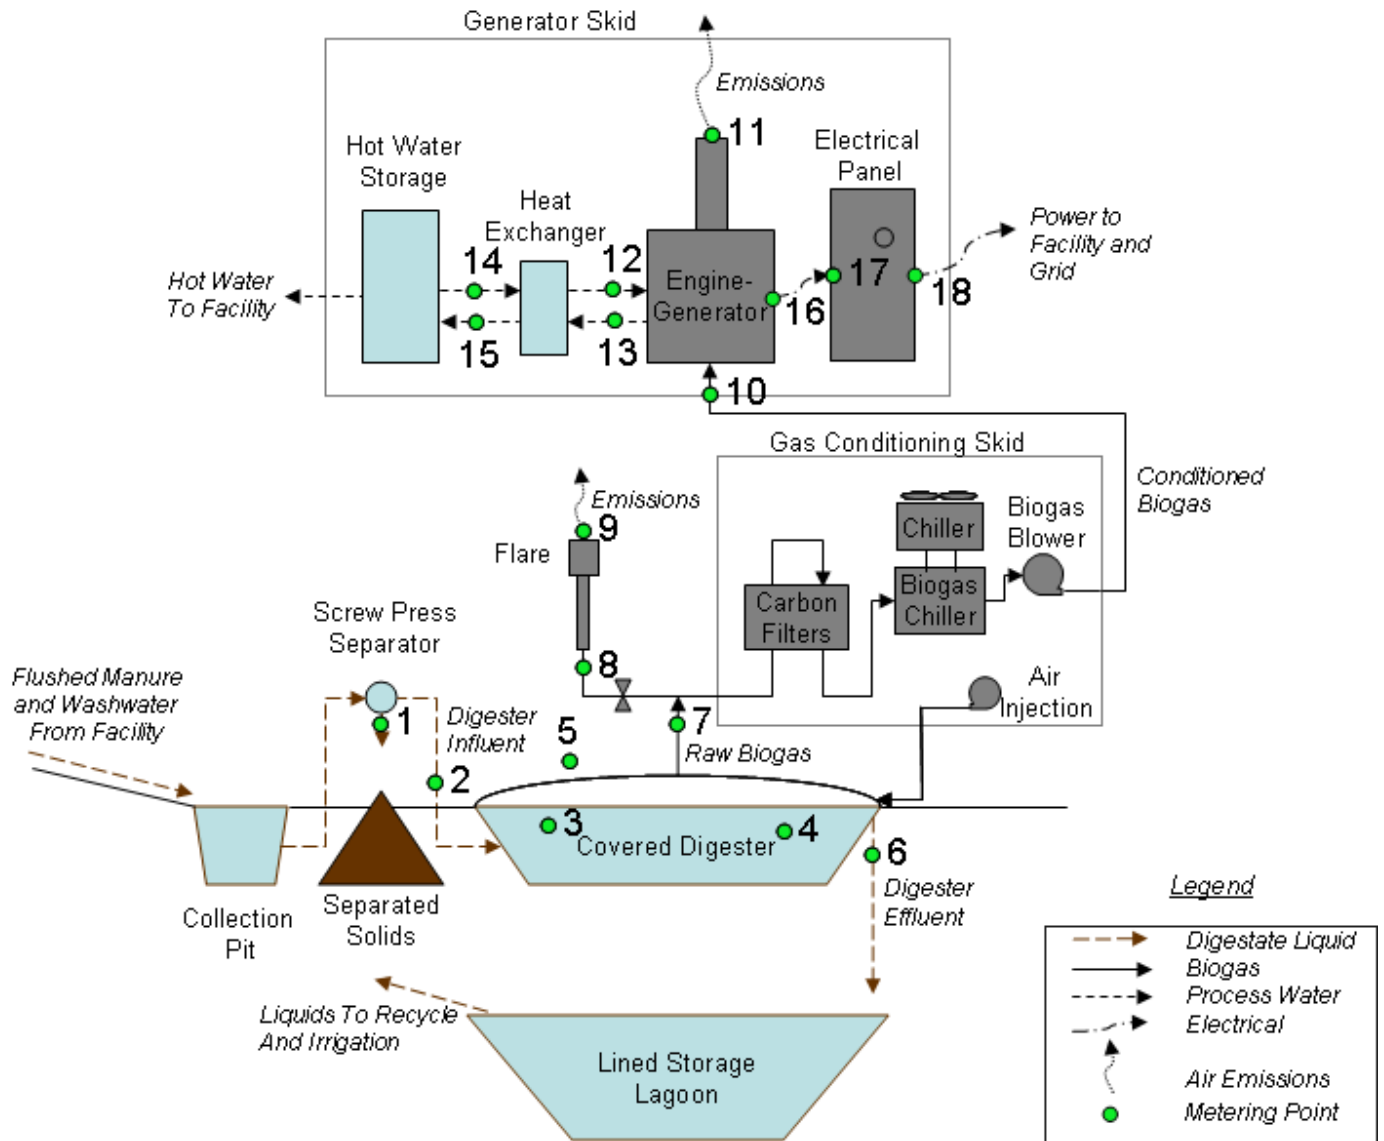 Generator Skid
Emissions
11
Hot Water
Storage
Heat
Exchanger
Electrical
Panel
Power to
Facility and
Grid
Hot Water
To Facility
14
12
15
13
Engine-
Generator
16
17
18
10
Gas Conditioning Skid
Conditioned
Biogas
Emissions
9
Flare
8
Chiller
Biogas
Blower
Carbon
Filters
Biogas
Chiller
Air
Injection
Screw Press
Separator
Flushed Manure
and Washwater
From Facility
1
Digester
Influent
2
5
7
Raw Biogas
3
4
Covered Digester
6
Digester
Effluent
Collection
Pit
Separated
Solids
Liquids To Recycle
And Irrigation
Lined Storage
Lagoon
Legend
Digestate Liquid
Biogas
Process Water
Electrical
Air Emissions
Metering Point